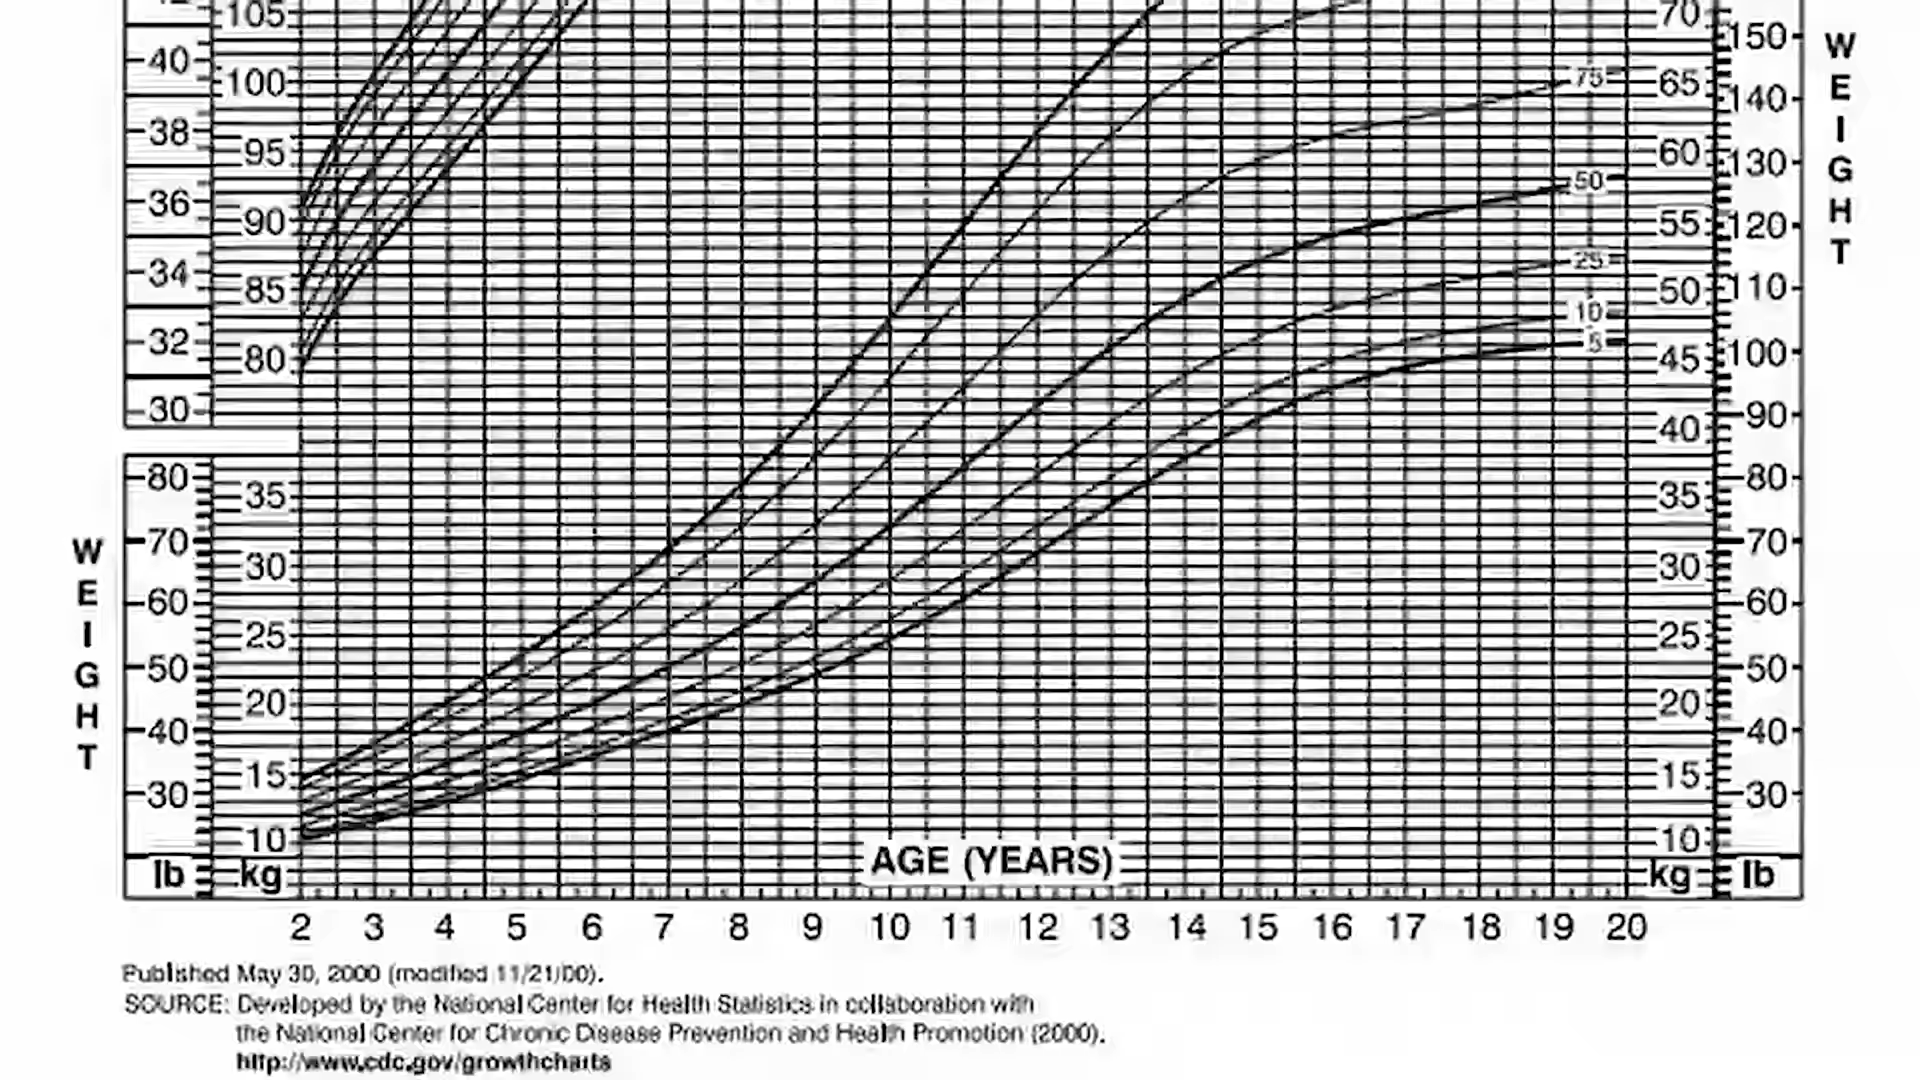 105
40
100
38
95
36
90
34
85
32
80
30
80
35
70
30
60
25
50
20
40
15
30
10
lb
kg
W
E
I
G
H
T
70
150
W
E
I
G
H
T
75
65
140
60
130
50
55
120
25
50
110
10
5
45
100
90
40
80
35
70
30
60
25
50
20
40
15
30
10
kg
lb
AGE (YEARS)
2 3 4 5 6 7 8 9 10 11 12 13 14 15 16 17 18 19 20
Published May 30, 2000 (modified 11/21/00).
SOURCE: Developed by the National Center for Health Statistics in collaboration with
the National Center for Chronic Disease Prevention and Health Promotion (2000).
http://www.cdc.gov/growthcharts